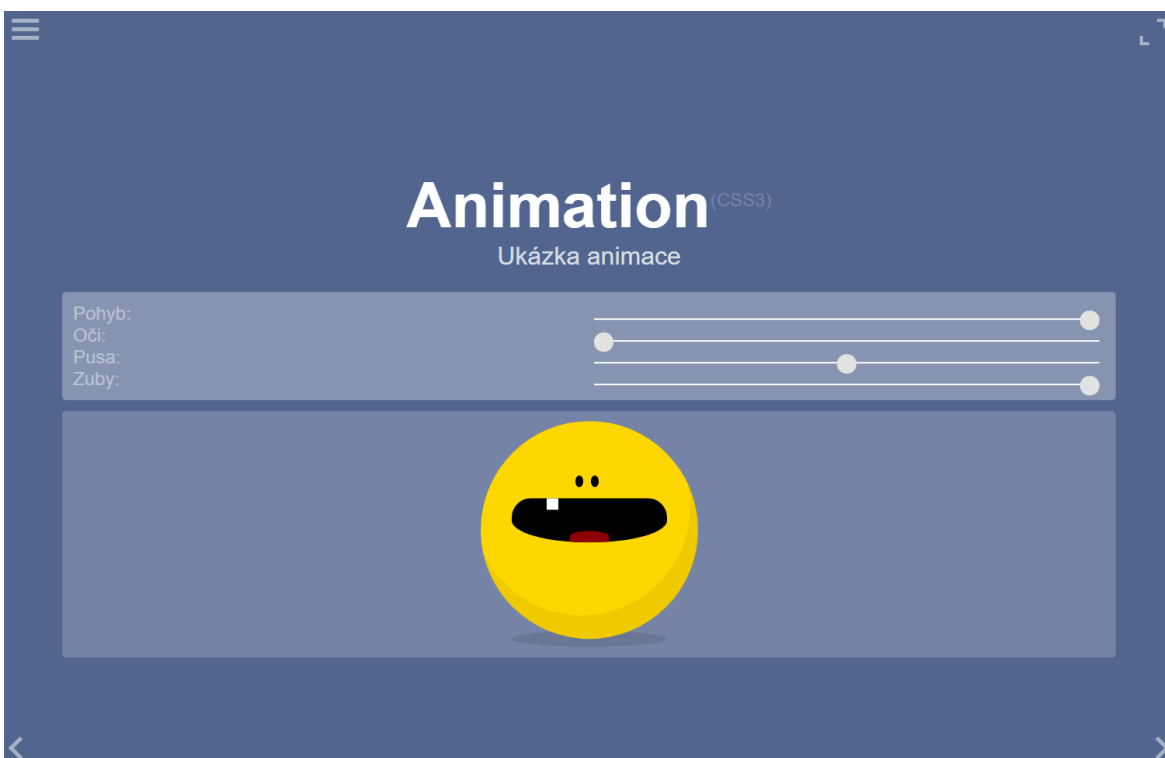 Animation(CSS3)
Ukázka animace
Pohyb:
Oči:
Pusa:
Zuby: